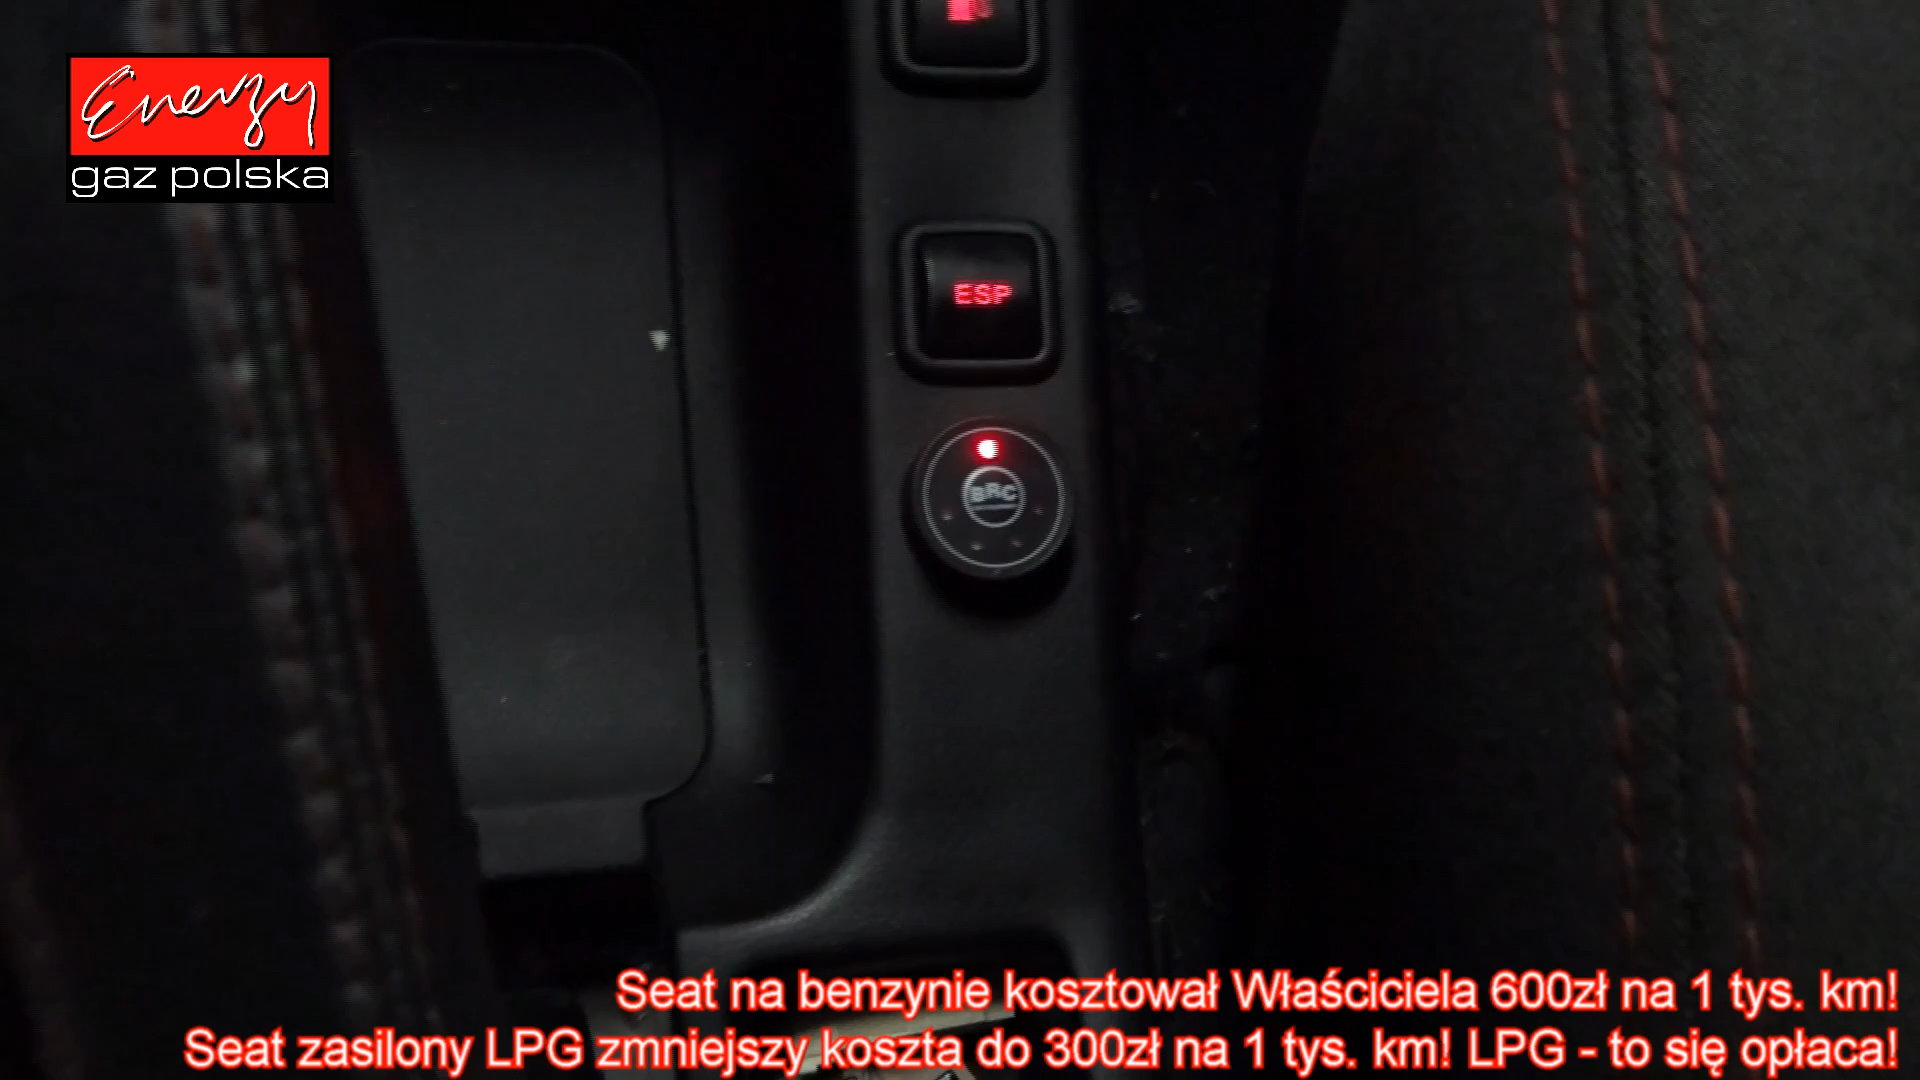 Energy
gaz polska
ESP
BRC
Seat na benzynie kosztował Właściciela 600zł na 1 tys. km!
Seat zasilony LPG zmniejszy koszta do 300zł na 1 tys. km! LPG - to się opłaca!